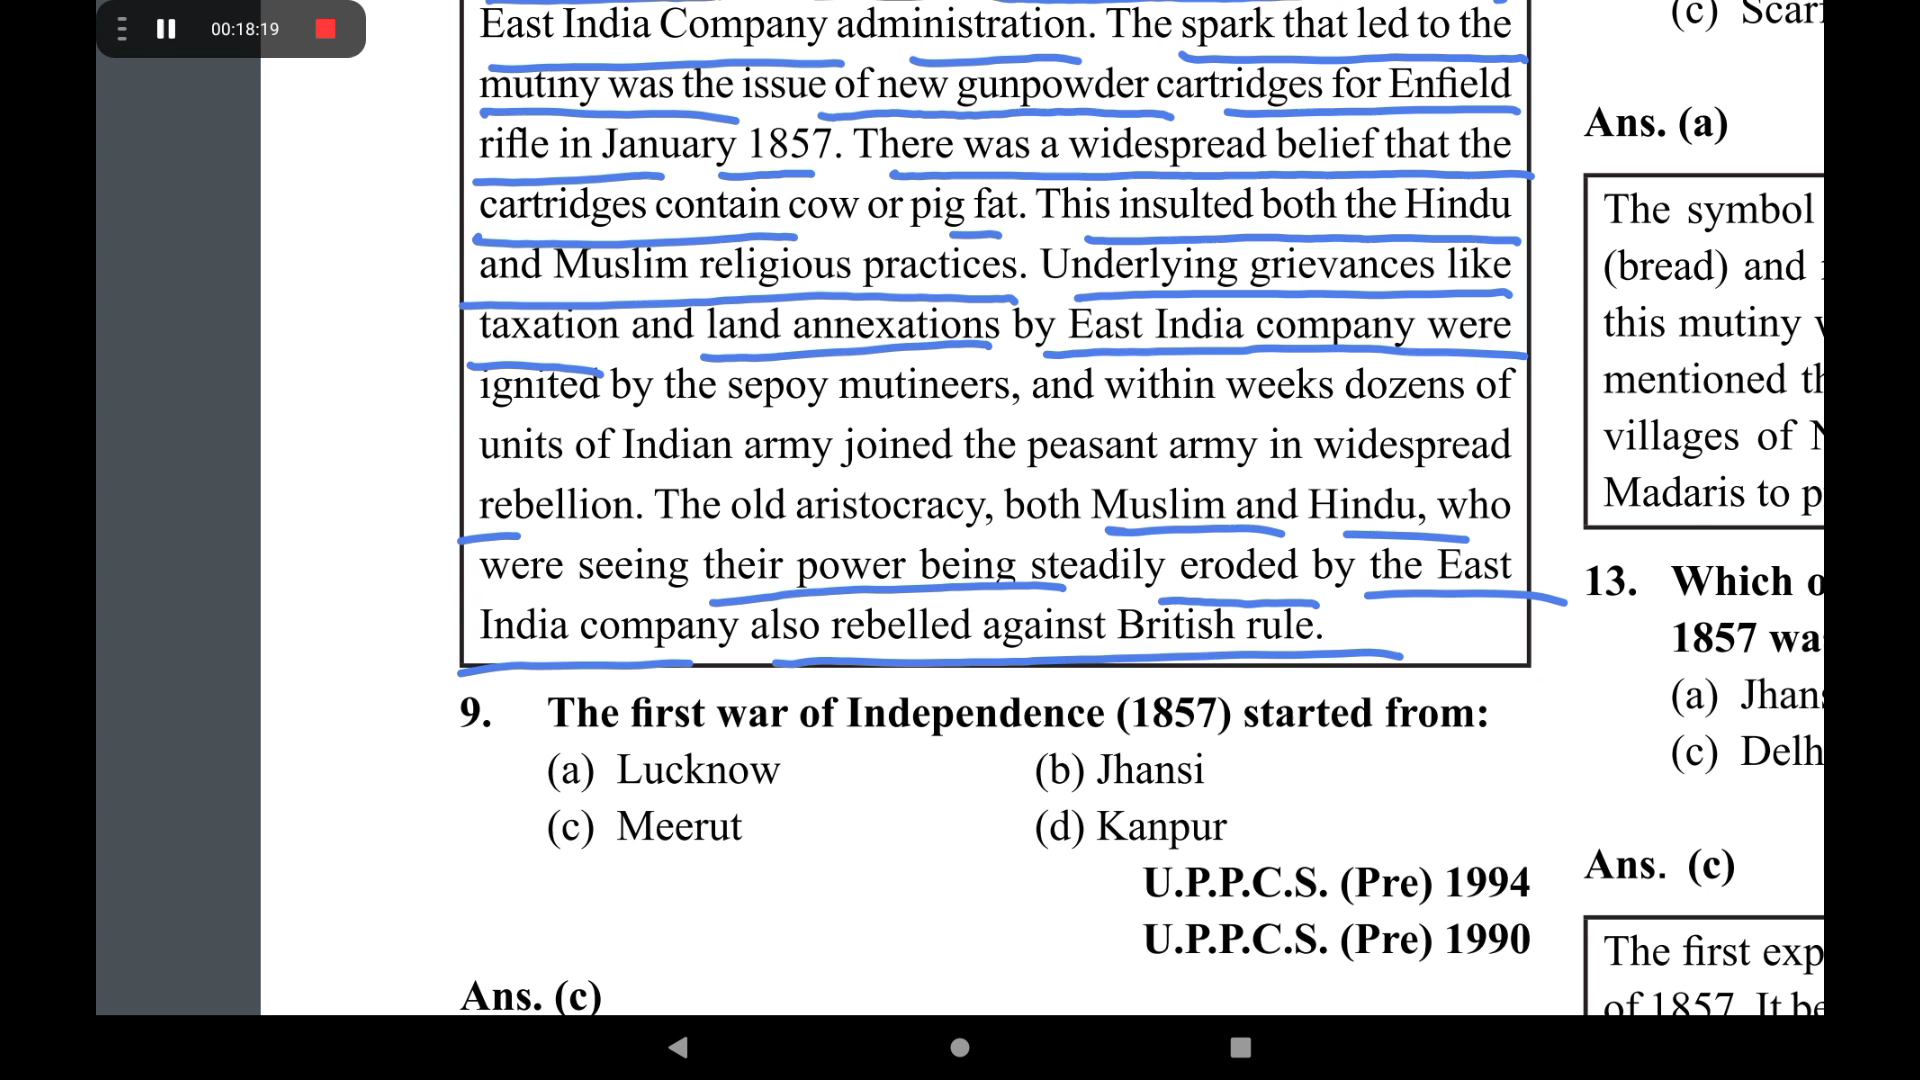 00:18:19
East India Company administration. The spark that led to the
mutiny was the issue of new gunpowder cartridges for Enfield
rifle in January 1857. There was a widespread belief that the
cartridges contain cow or pig fat. This insulted both the Hindu
and Muslim religious practices. Underlying grievances like
taxation and land annexations by East India company were
ignited by the sepoy mutineers, and within weeks dozens of
units of Indian army joined the peasant army in widespread
rebellion. The old aristocracy, both Muslim and Hindu, who
were seeing their power being steadily eroded by the East
India company also rebelled against British rule.
9. The first war of Independence (1857) started from:
(a) Lucknow (b) Jhansi
(c) Meerut (d) Kanpur
U.P.P.C.S. (Pre) 1994
U.P.P.C.S. (Pre) 1990
Ans. (c)
(c)
Ans. (a)
The symbol
(bread) and
this mutiny
mentioned
villages of
Madaris to
13. Which
1857
(a)
(c)
Ans. (c)
The first
of 1857. It